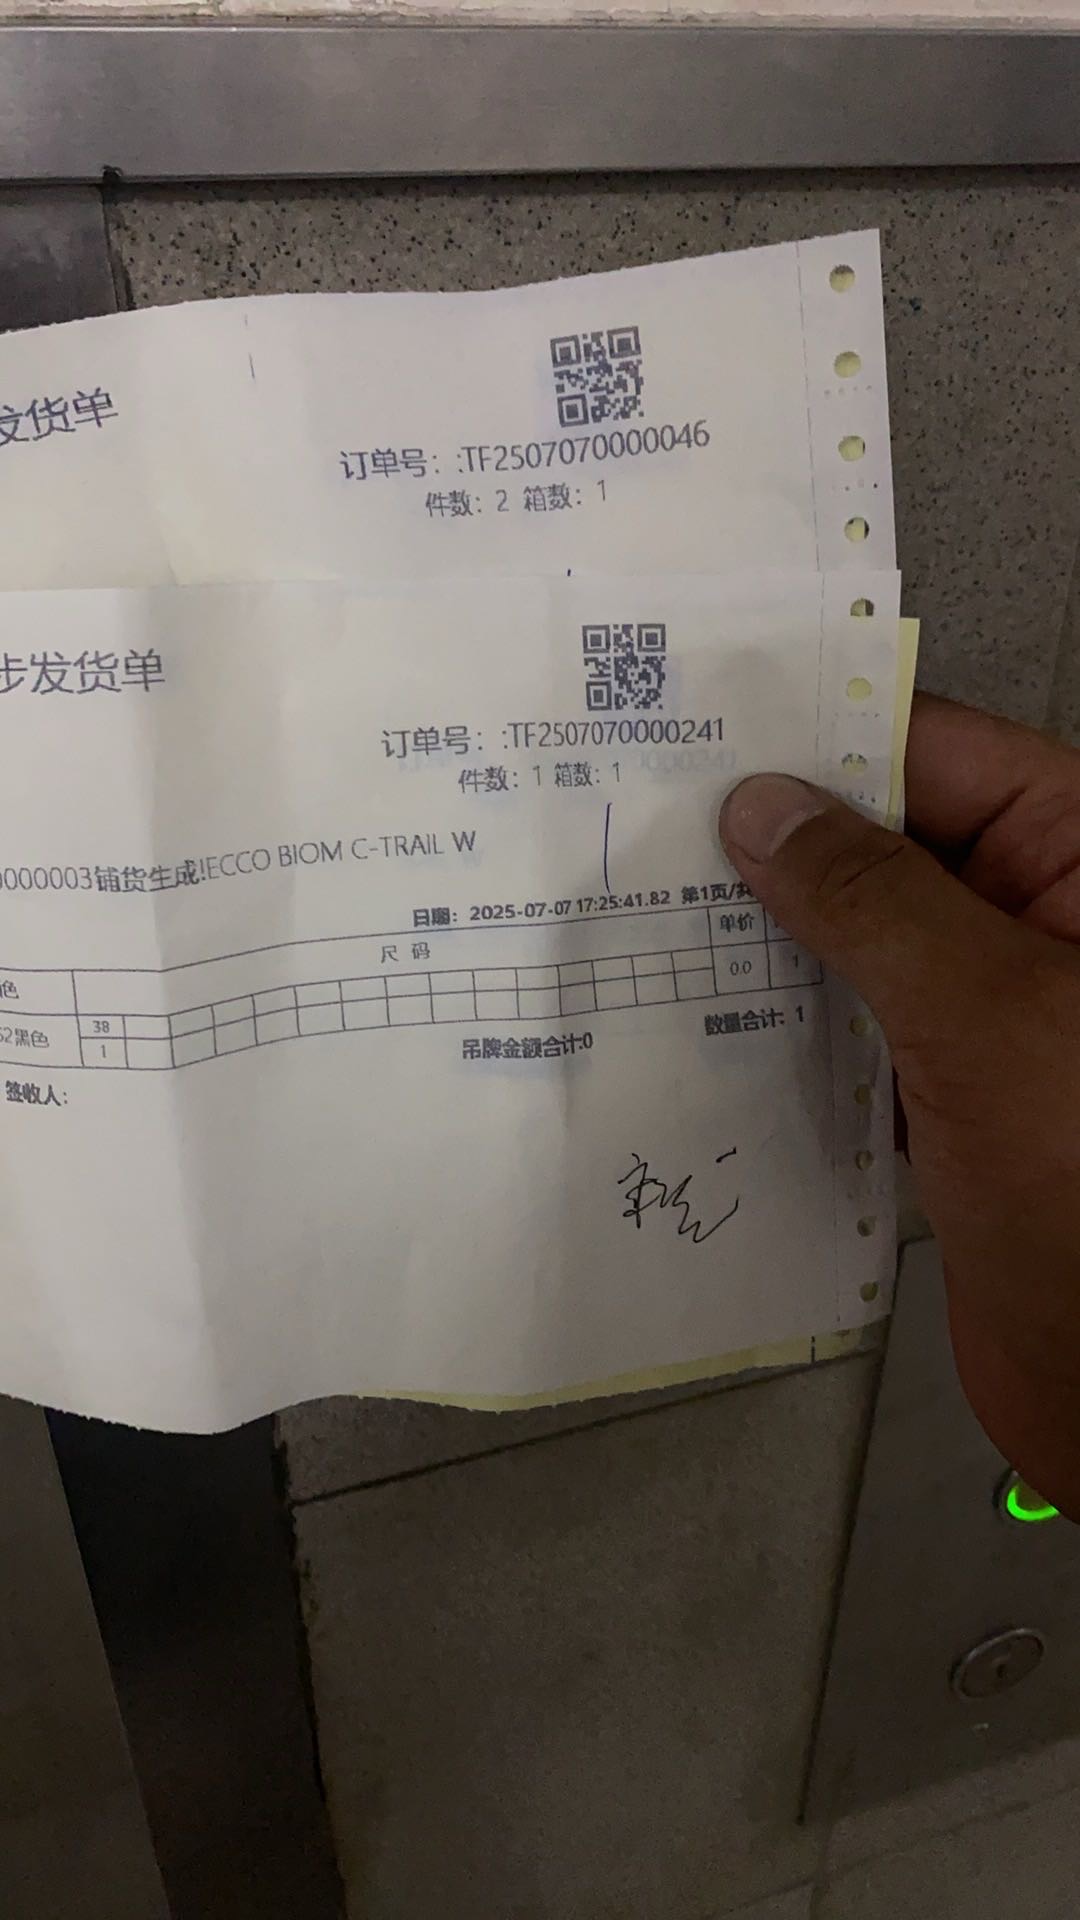 发货单
订单号：:TF2507070000046
件数：2 箱数：1
步发货单
订单号：:TF2507070000241
件数：1 箱数：1
0000003铺货生成!ECCO BIOM C-TRAIL W
日期：2025-07-07 17:25:41.82 第1页/共
色 尺 码 单价
52黑色 38 0.0 1
1
吊牌金额合计:0 数量合计：1
签收人：